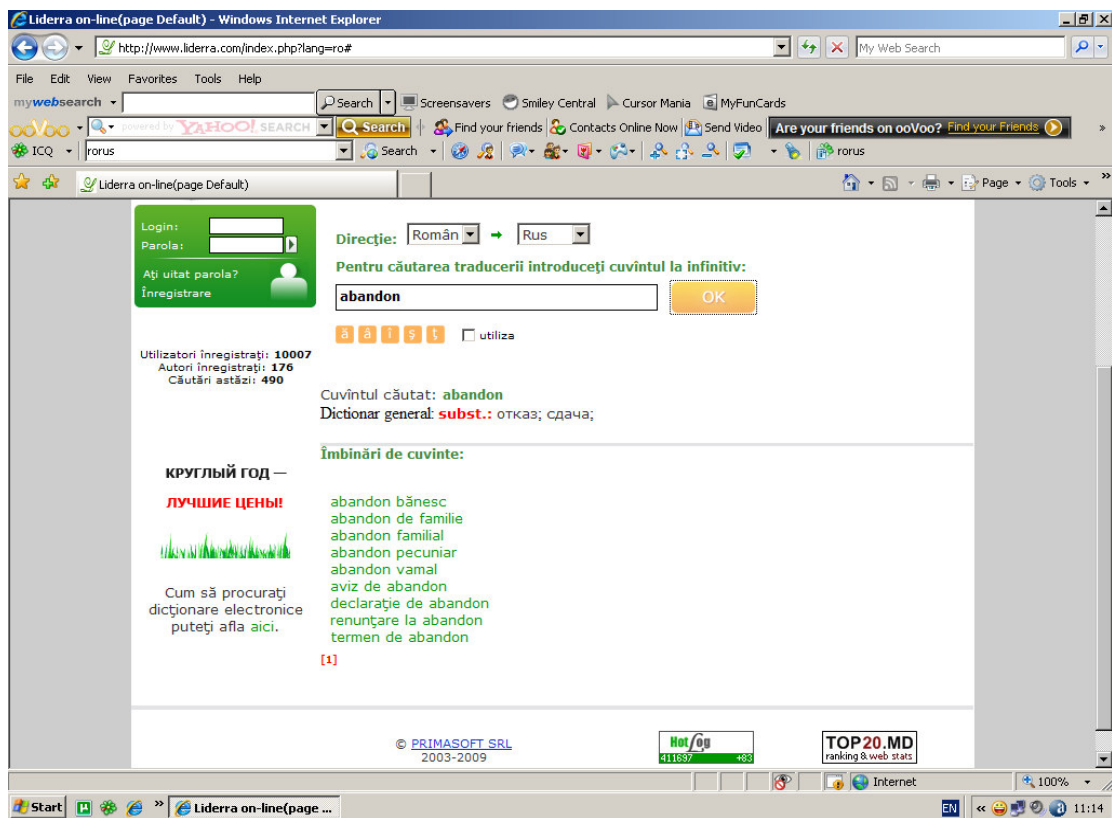 Liderra on-line(page Default) - Windows Internet Explorer
http://www.liderra.com/index.php?lang=ro#
My Web Search
File Edit View Favorites Tools Help
mywebsearch Search Screensavers Smiley Central Cursor Mania MyFunCards
ooVoo powered by YAHOO! SEARCH Search Find your friends Contacts Online Now Send Video Are your friends on ooVoo? Find your Friends »
ICQ rorus Search rorus
Liderra on-line(page Default) Page Tools »
Login:
Parola:
Aţi uitat parola?
Înregistrare
Direcţie: Român Rus
Pentru căutarea traducerii introduceţi cuvîntul la infinitiv:
abandon OK
ă â î ş ţ utiliza
Utilizatori înregistraţi: 10007
Autori înregistraţi: 176
Căutări astăzi: 490
Cuvîntul căutat: abandon
Dictionar general: subst.: отказ; сдача;
Îmbinări de cuvinte:
КРУГЛЫЙ ГОД —
ЛУЧШИЕ ЦЕНЫ!
Cum să procuraţi
dicţionare electronice
puteţi afla aici.
abandon bănesc
abandon de familie
abandon familial
abandon pecuniar
abandon vamal
aviz de abandon
declaraţie de abandon
renunţare la abandon
termen de abandon
[1]
© PRIMASOFT SRL
2003-2009
HotLog
411697 +83
TOP20.MD
ranking & web stats
Internet 100%
Start » Liderra on-line(page ... EN « 11:14